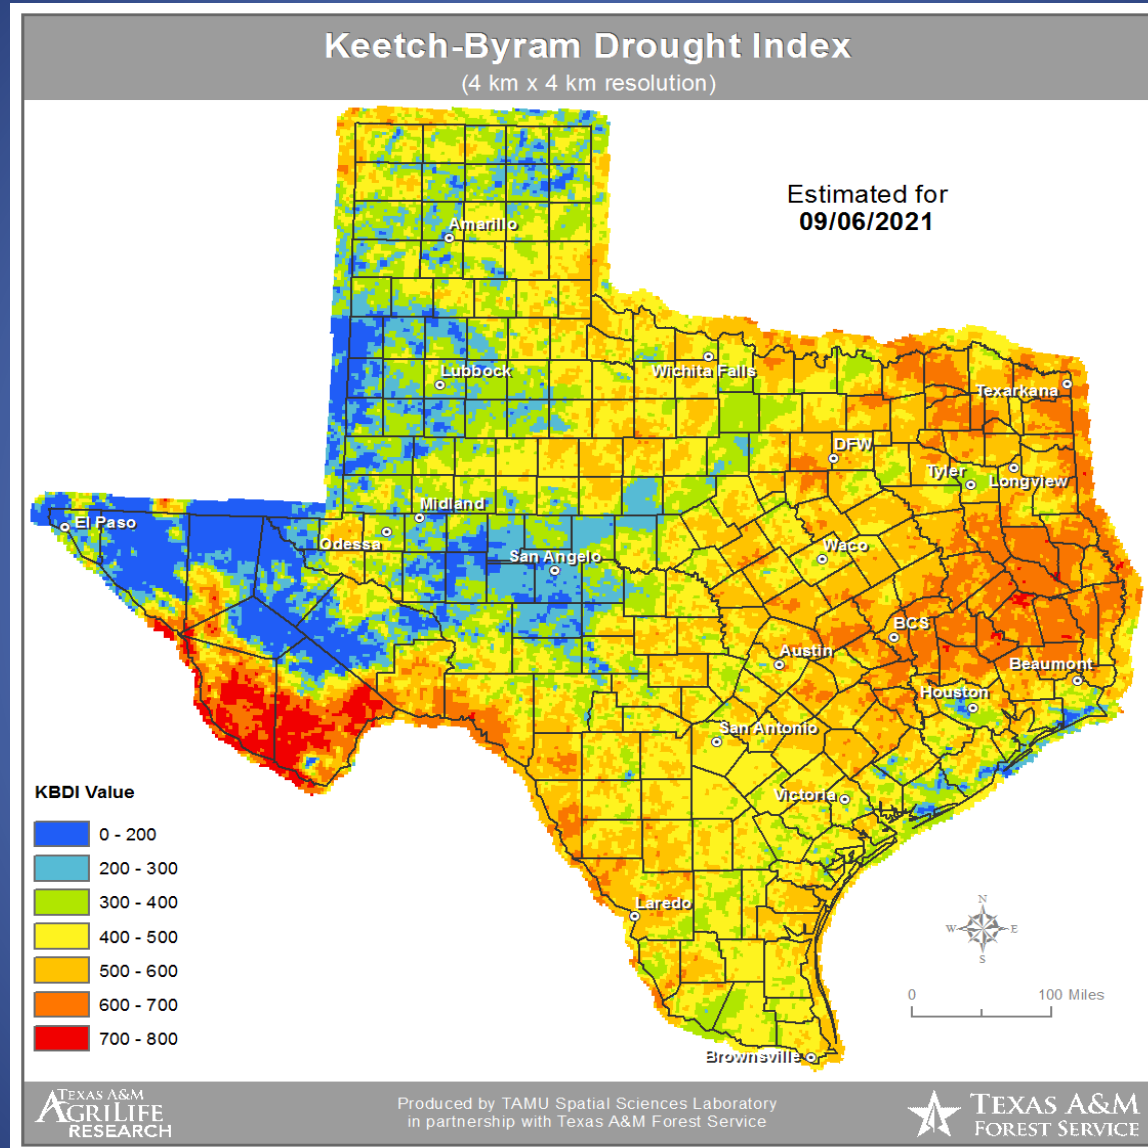 Keetch-Byram Drought Index
(4 km x 4 km resolution)
Estimated for
09/06/2021
Amarillo
Lubbock
Wichita Falls
Texarkana
DFW
Tyler
Longview
Midland
El Paso
Odessa
San Angelo
Waco
BCS
Austin
Beaumont
Houston
San Antonio
Victoria
Laredo
Brownsville
KBDI Value
0 - 200
200 - 300
300 - 400
400 - 500
500 - 600
600 - 700
700 - 800
N
W E
S
0 100 Miles
TEXAS A&M
AGRILIFE
RESEARCH
Produced by TAMU Spatial Sciences Laboratory
in partnership with Texas A&M Forest Service
TEXAS A&M
FOREST SERVICE